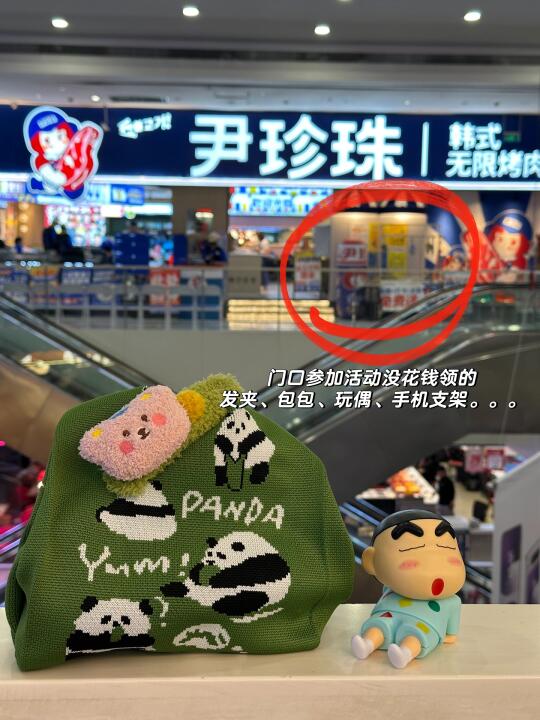 尹珍珠
韩式
无限烤肉
门口参加活动没花钱领的
发夹、包包、玩偶、手机支架。。。
PANDA
Yum!